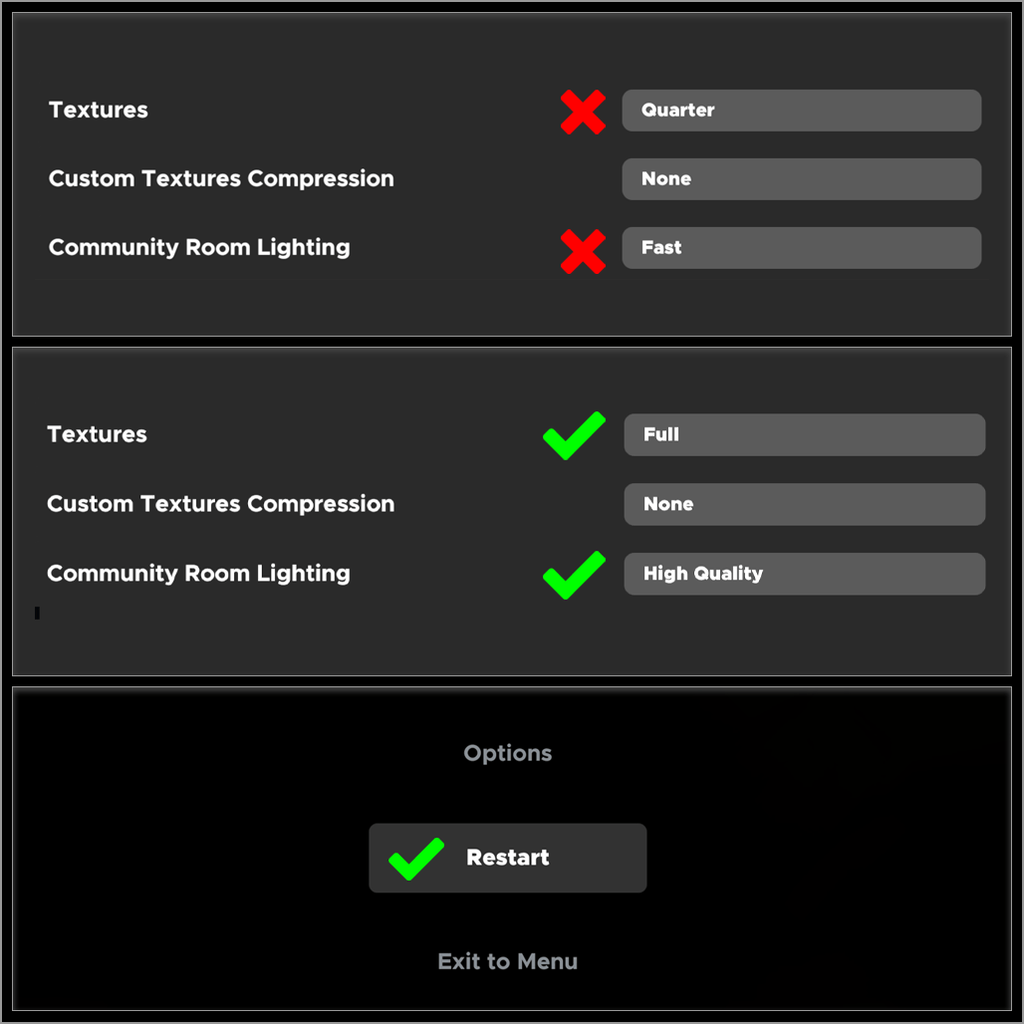 Textures Quarter
Custom Textures Compression None
Community Room Lighting Fast
Textures Full
Custom Textures Compression None
Community Room Lighting High Quality
Options
Restart
Exit to Menu